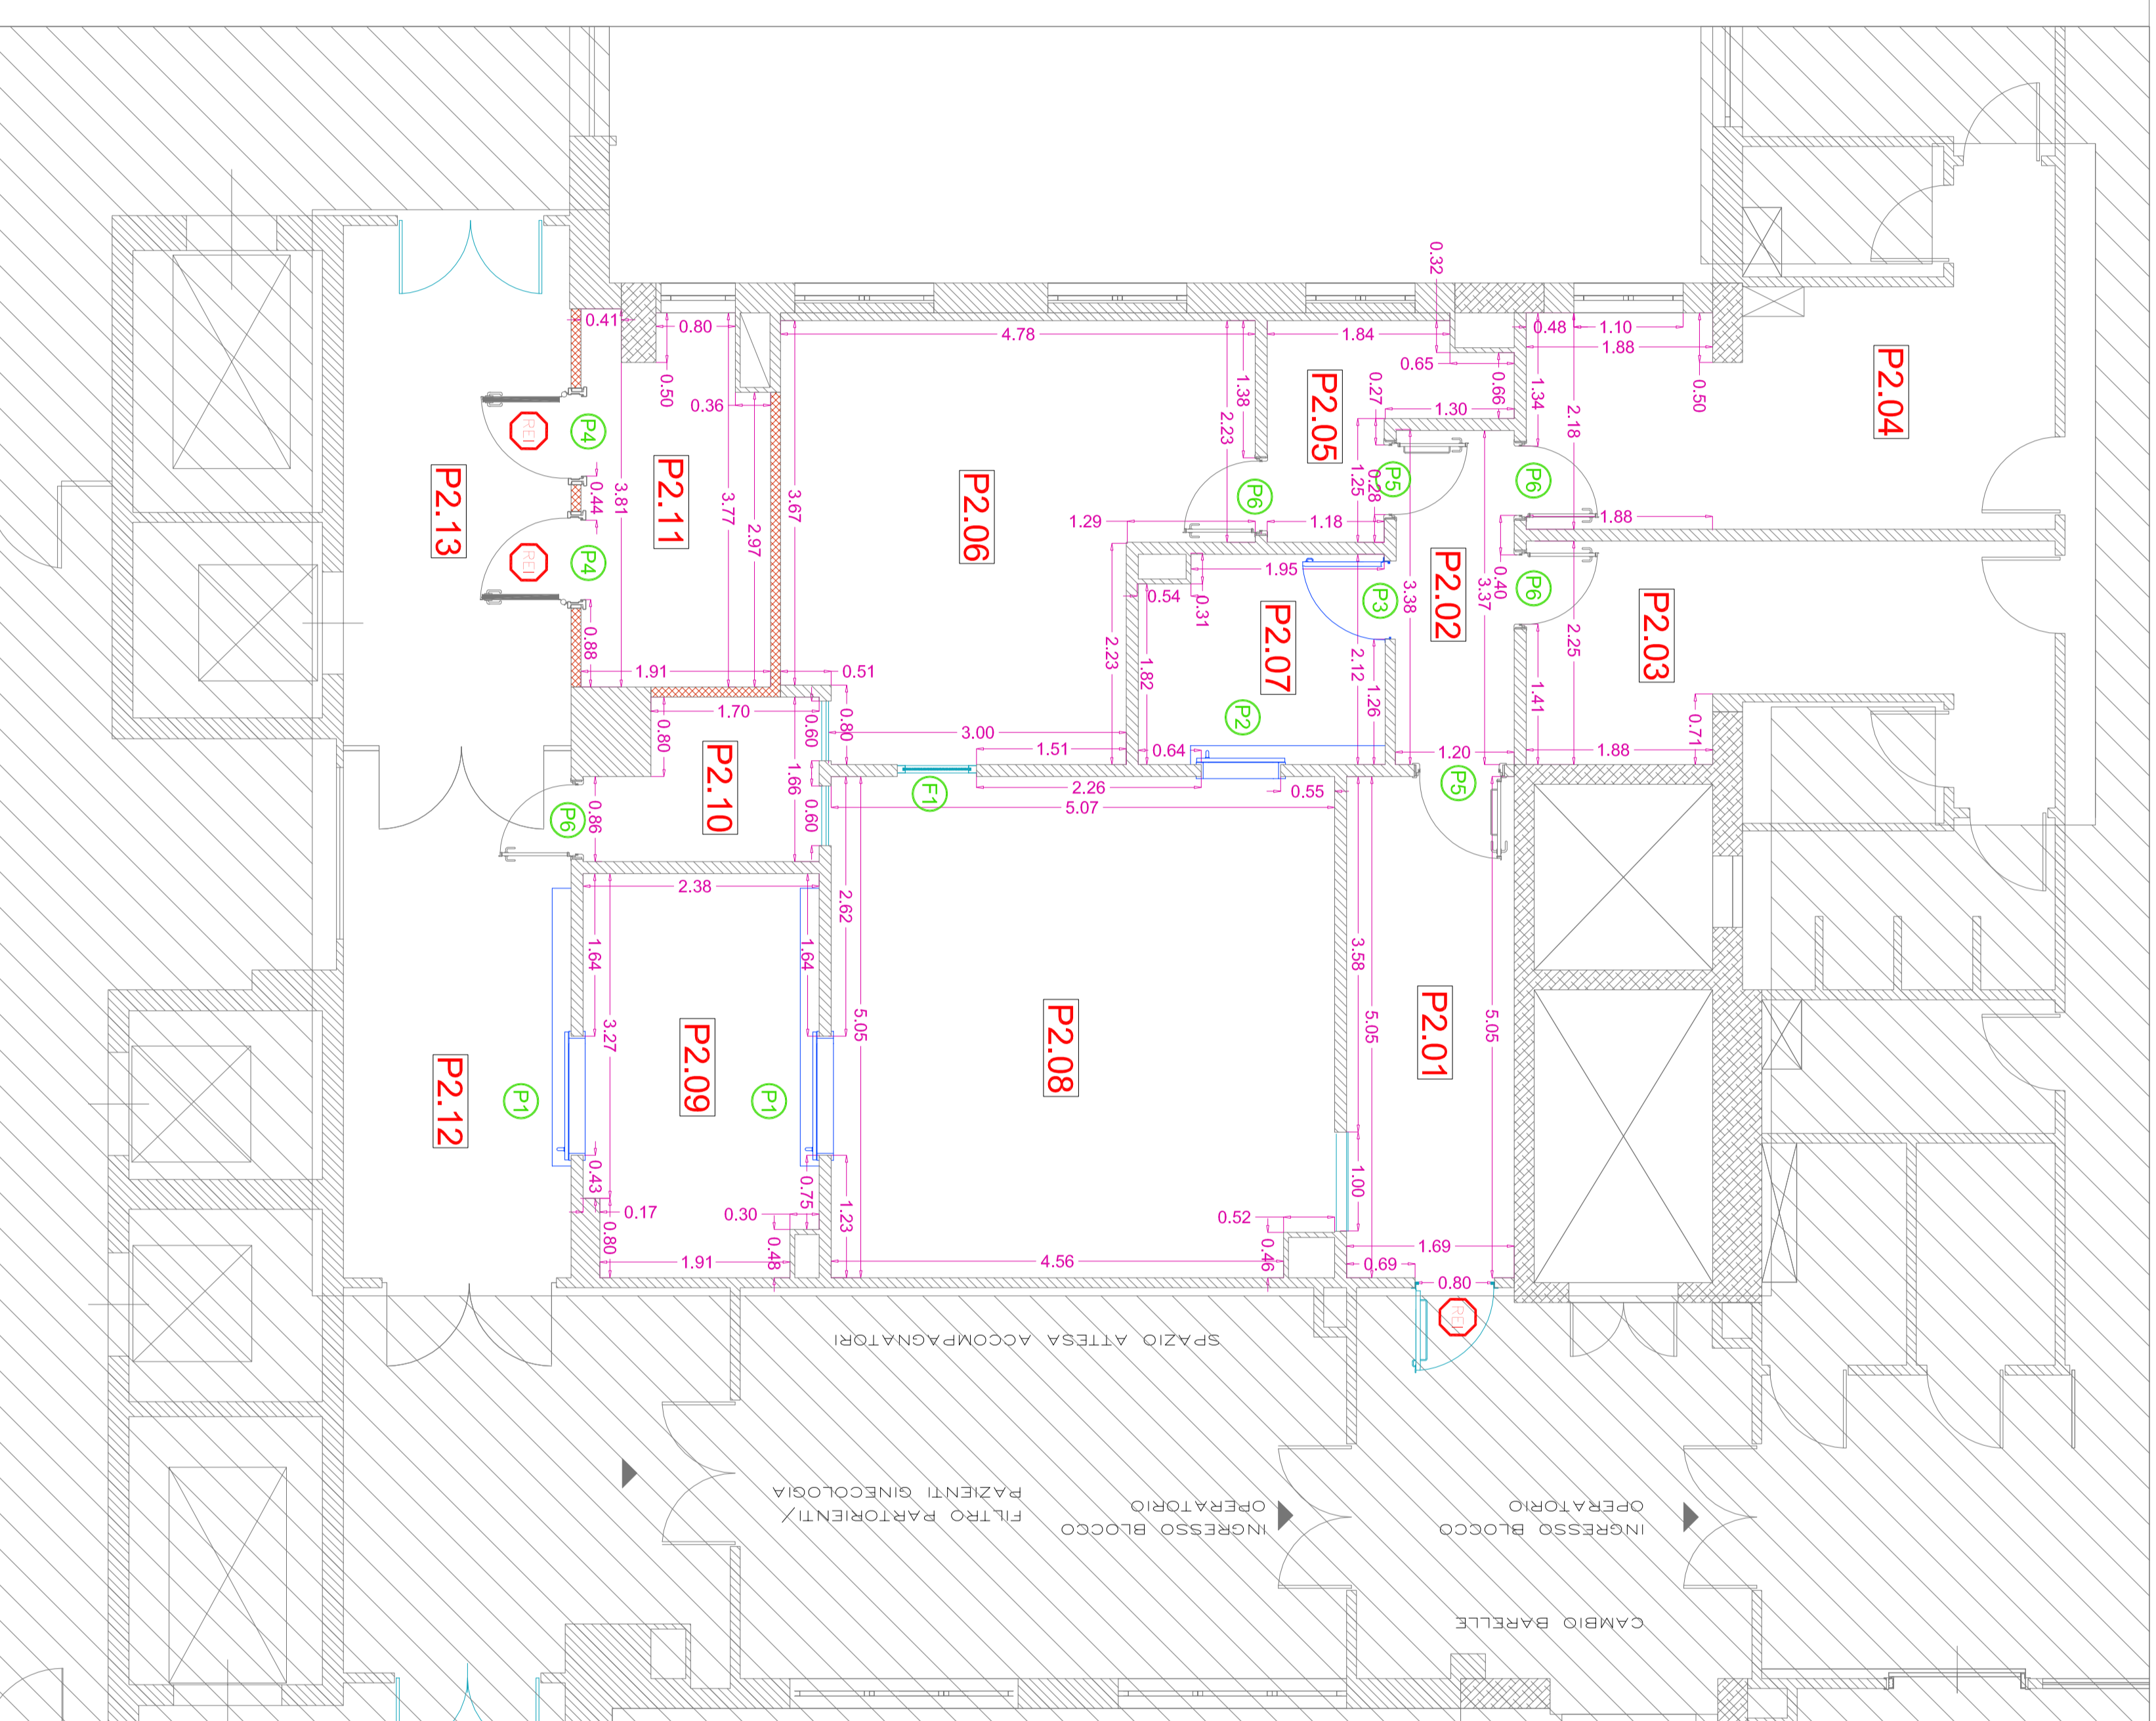 0.32
0.41
0.80
4.78
1.84
0.48
1.10
1.88
0.65
0.50
0.36
1.38
0.27
0.66
1.34
2.18
0.50
P2.04
1.30
P2.05
2.23
P4
REI
P2.13
0.44
3.81
P2.11
3.77
2.97
3.67
P2.06
1.29
P6
1.18
1.25
0.28
P5
P6
1.88
P4
REI
0.88
1.95
0.54
0.31
P2.07
P3
3.38
P2.02
3.37
0.40
P6
P2.03
2.25
1.91
0.51
2.23
1.82
2.12
1.26
1.41
0.71
1.70
0.80
0.60
0.80
3.00
1.51
0.64
P2
1.20
1.88
P2.10
1.66
F1
2.26
0.55
P5
5.07
P6
0.86
0.60
2.38
1.64
1.64
2.62
3.58
3.27
5.05
5.05
5.05
P2.09
P2.08
P2.01
P2.12
P1
P1
0.43
0.75
1.00
0.17
0.80
0.30
1.23
0.52
1.69
1.91
0.48
4.56
0.46
0.69
0.80
REI
SPAZIO ATTESA ACCOMPAGNATORI
FILTRO PARTORIENTI/
PAZIENTI GINECOLOGIA
INGRESSO BLOCCO
OPERATORIO
INGRESSO BLOCCO
OPERATORIO
CAMBIO BARELLE